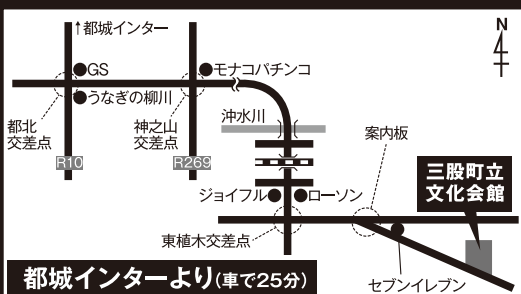 ↑都城インター
N
GS
モナコパチンコ
うなぎの柳川
都北
交差点
神之山
交差点
沖水川
案内板
R10
R269
三股町立
文化会館
ジョイフル
ローソン
東植木交差点
都城インターより(車で25分)
セブンイレブン